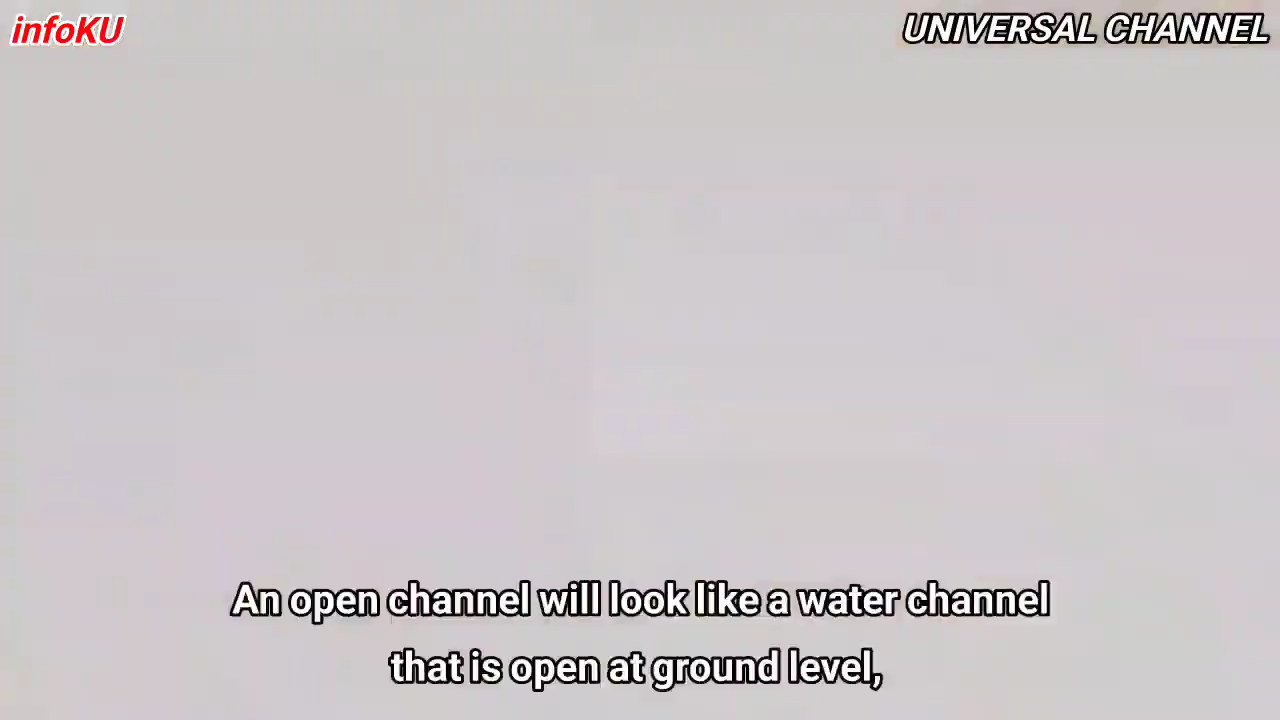 infoKU
UNIVERSAL CHANNEL
An open channel will look like a water channel
that is open at ground level,